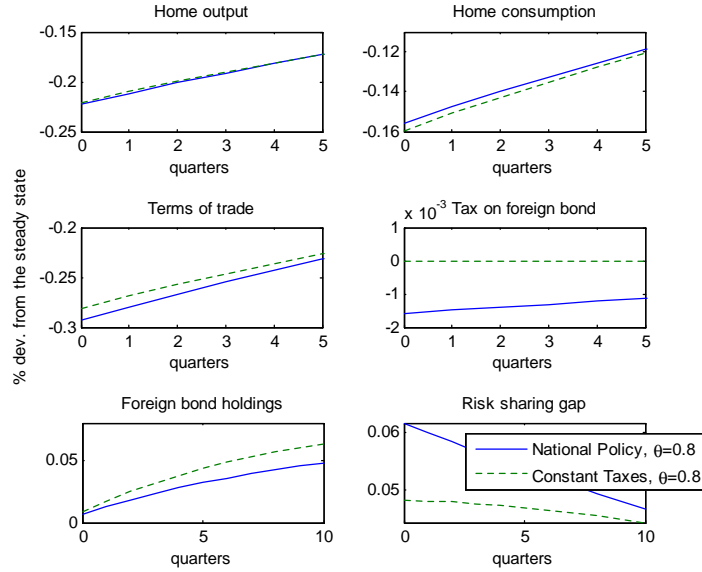 Home output
-0.15
-0.2
-0.25
0 1 2 3 4 5
quarters
Home consumption
-0.12
-0.14
-0.16
0 1 2 3 4 5
quarters
% dev. from the steady state
Terms of trade
-0.2
-0.25
-0.3
0 1 2 3 4 5
quarters
x 10⁻³ Tax on foreign bond
1
0
-1
-2
0 1 2 3 4 5
quarters
Foreign bond holdings
0.05
0
0 5 10
quarters
Risk sharing gap
0.06
0.05
0 5 10
quarters
National Policy, θ=0.8
Constant Taxes, θ=0.8